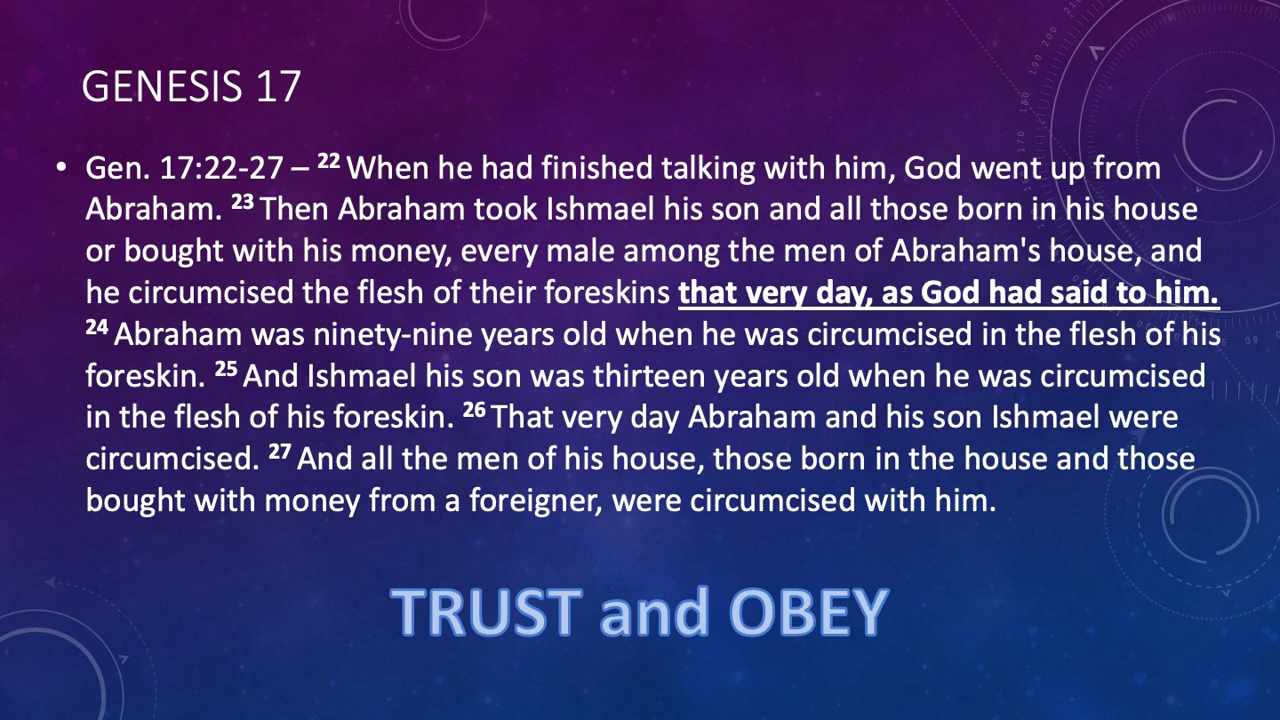 GENESIS 17
• Gen. 17:22-27 – 22 When he had finished talking with him, God went up from
Abraham. 23 Then Abraham took Ishmael his son and all those born in his house
or bought with his money, every male among the men of Abraham's house, and
he circumcised the flesh of their foreskins that very day, as God had said to him.
24 Abraham was ninety-nine years old when he was circumcised in the flesh of his
foreskin. 25 And Ishmael his son was thirteen years old when he was circumcised
in the flesh of his foreskin. 26 That very day Abraham and his son Ishmael were
circumcised. 27 And all the men of his house, those born in the house and those
bought with money from a foreigner, were circumcised with him.
TRUST and OBEY